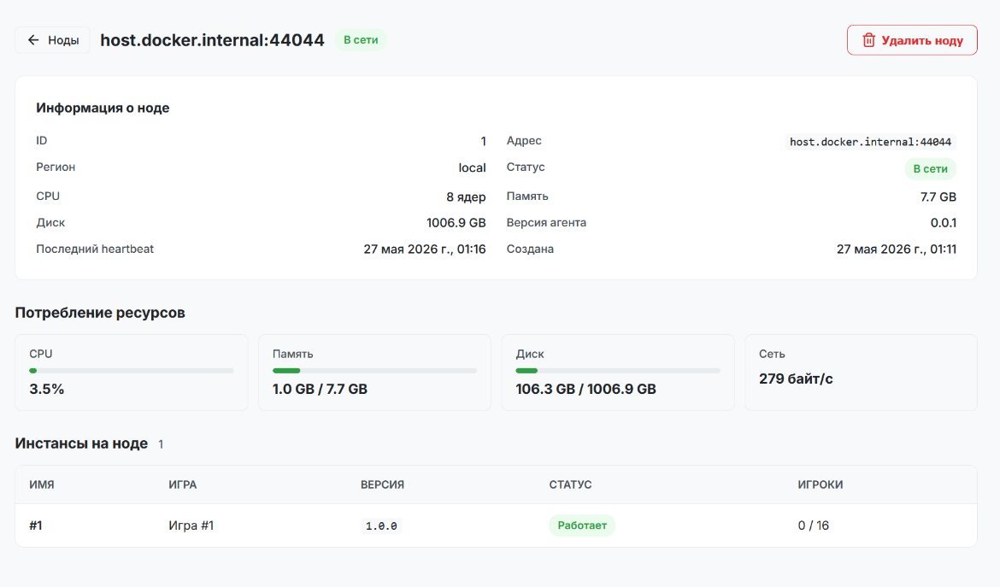 Ноды host.docker.internal:44044 В сети Удалить ноду
Информация о ноде
ID 1 Адрес host.docker.internal:44044
Регион local Статус В сети
CPU 8 ядер Память 7.7 GB
Диск 1006.9 GB Версия агента 0.0.1
Последний heartbeat 27 мая 2026 г., 01:16 Создана 27 мая 2026 г., 01:11
Потребление ресурсов
CPU Память Диск Сеть
3.5% 1.0 GB / 7.7 GB 106.3 GB / 1006.9 GB 279 байт/с
Инстансы на ноде 1
ИМЯ ИГРА ВЕРСИЯ СТАТУС ИГРОКИ
#1 Игра #1 1.0.0 Работает 0 / 16